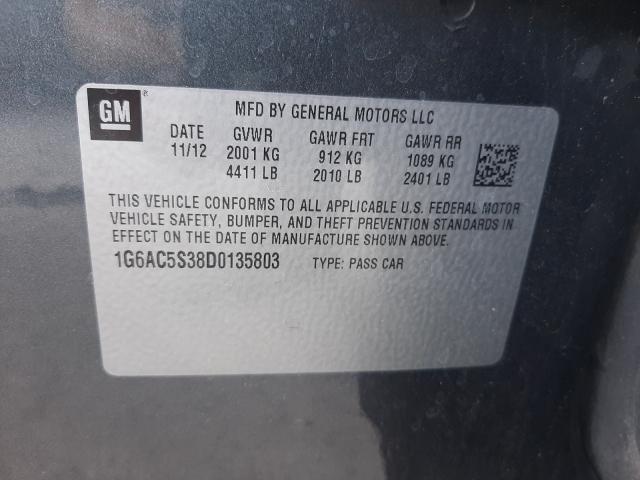 GM ®
MFD BY GENERAL MOTORS LLC
DATE GVWR GAWR FRT GAWR RR
11/12 2001 KG 912 KG 1089 KG
4411 LB 2010 LB 2401 LB
THIS VEHICLE CONFORMS TO ALL APPLICABLE U.S. FEDERAL MOTOR
VEHICLE SAFETY, BUMPER, AND THEFT PREVENTION STANDARDS IN
EFFECT ON THE DATE OF MANUFACTURE SHOWN ABOVE.
1G6AC5S38D0135803 TYPE: PASS CAR